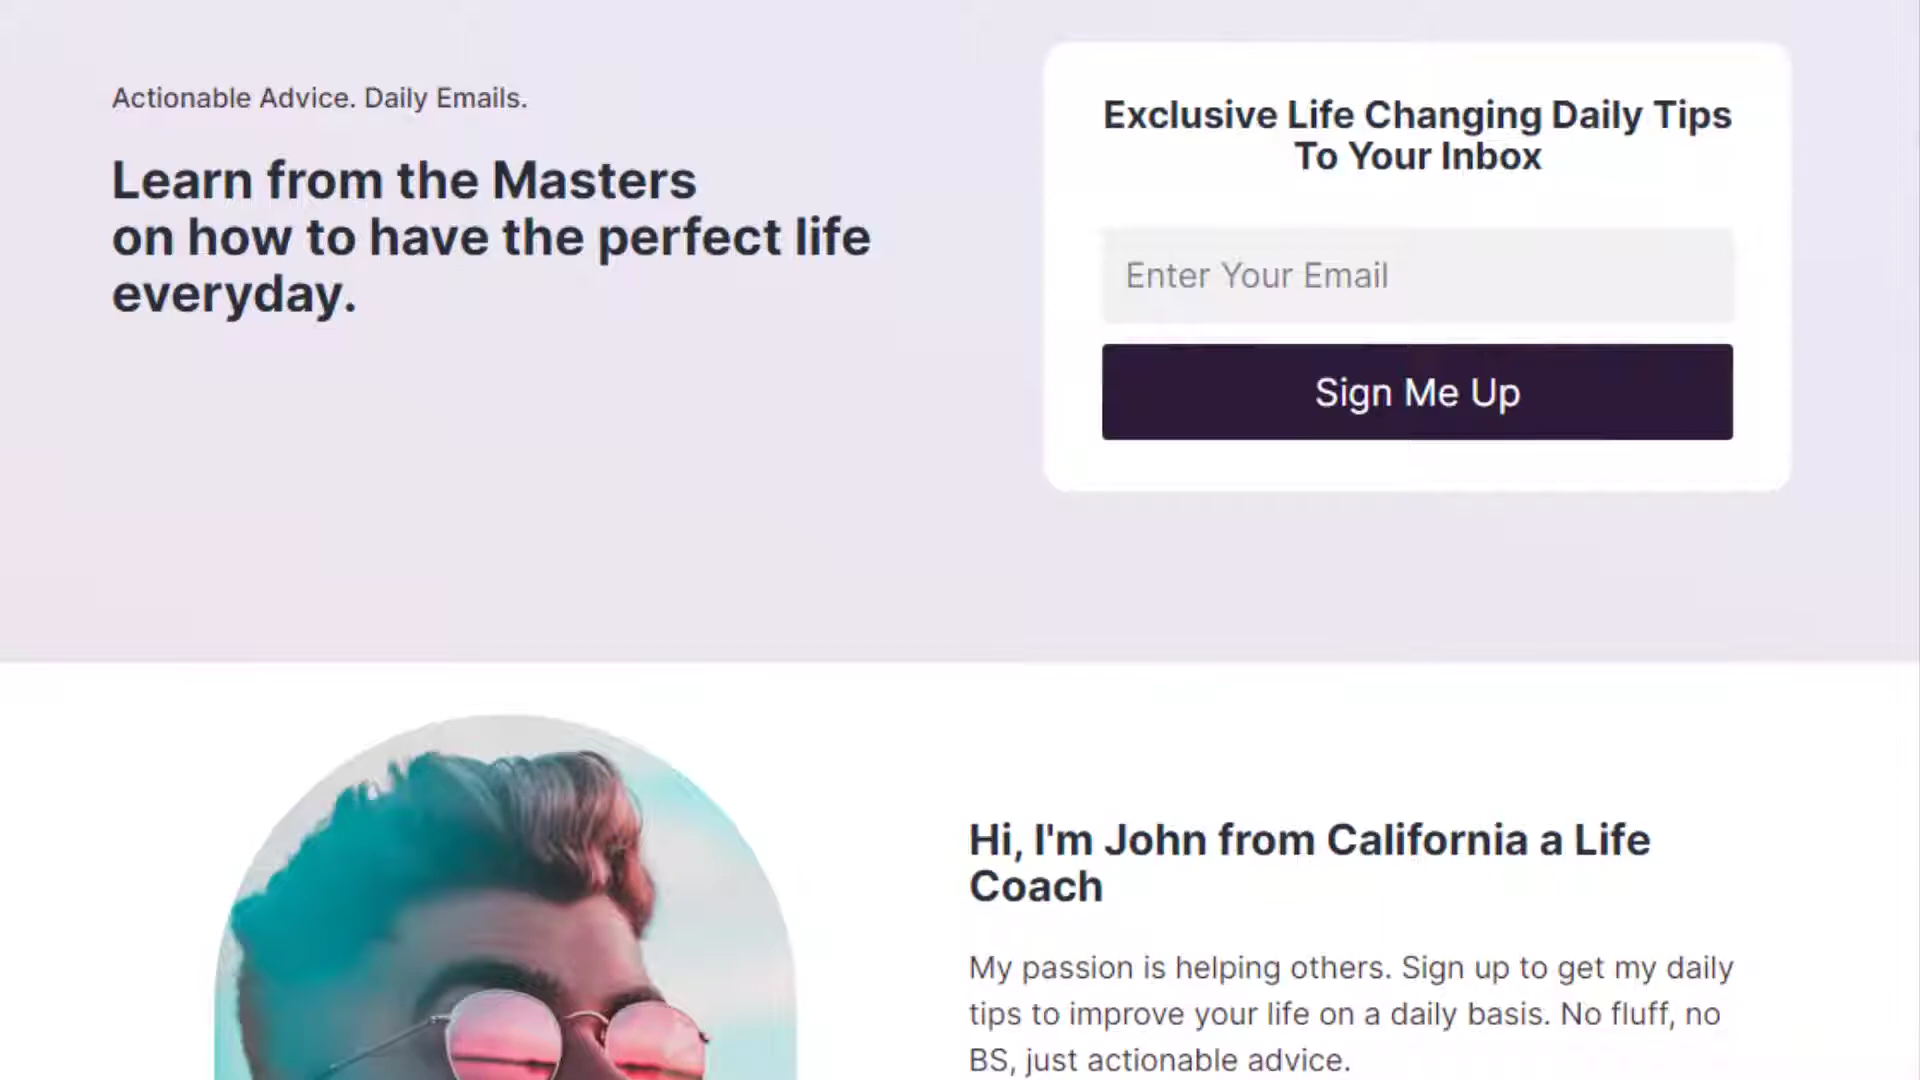 Actionable Advice. Daily Emails.
Learn from the Masters
on how to have the perfect life
everyday.
Exclusive Life Changing Daily Tips
To Your Inbox
Enter Your Email
Sign Me Up
Hi, I'm John from California a Life
Coach
My passion is helping others. Sign up to get my daily
tips to improve your life on a daily basis. No fluff, no
BS, just actionable advice.